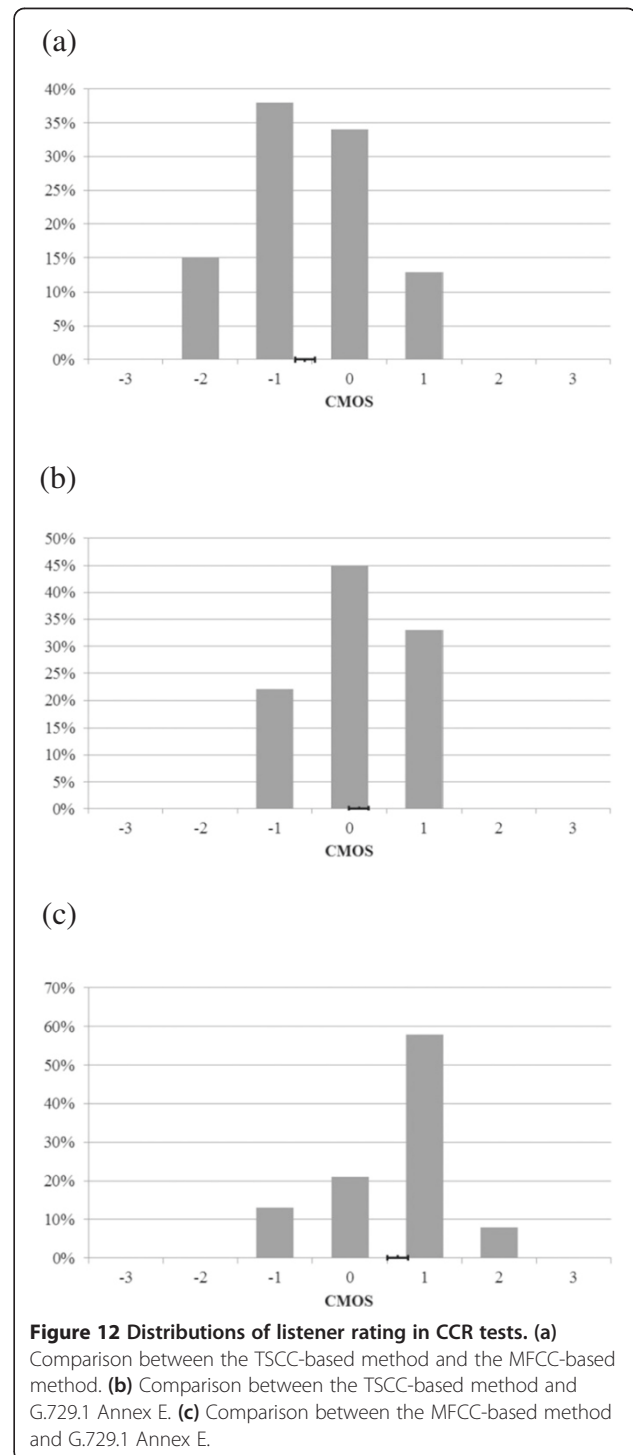 (a)
40%
35%
30%
25%
20%
15%
10%
5%
0%
-3 -2 -1 0 1 2 3
CMOS
(b)
50%
45%
40%
35%
30%
25%
20%
15%
10%
5%
0%
-3 -2 -1 0 1 2 3
CMOS
(c)
70%
60%
50%
40%
30%
20%
10%
0%
-3 -2 -1 0 1 2 3
CMOS
Figure 12 Distributions of listener rating in CCR tests. (a)
Comparison between the TSCC-based method and the MFCC-based
method. (b) Comparison between the TSCC-based method and
G.729.1 Annex E. (c) Comparison between the MFCC-based method
and G.729.1 Annex E.